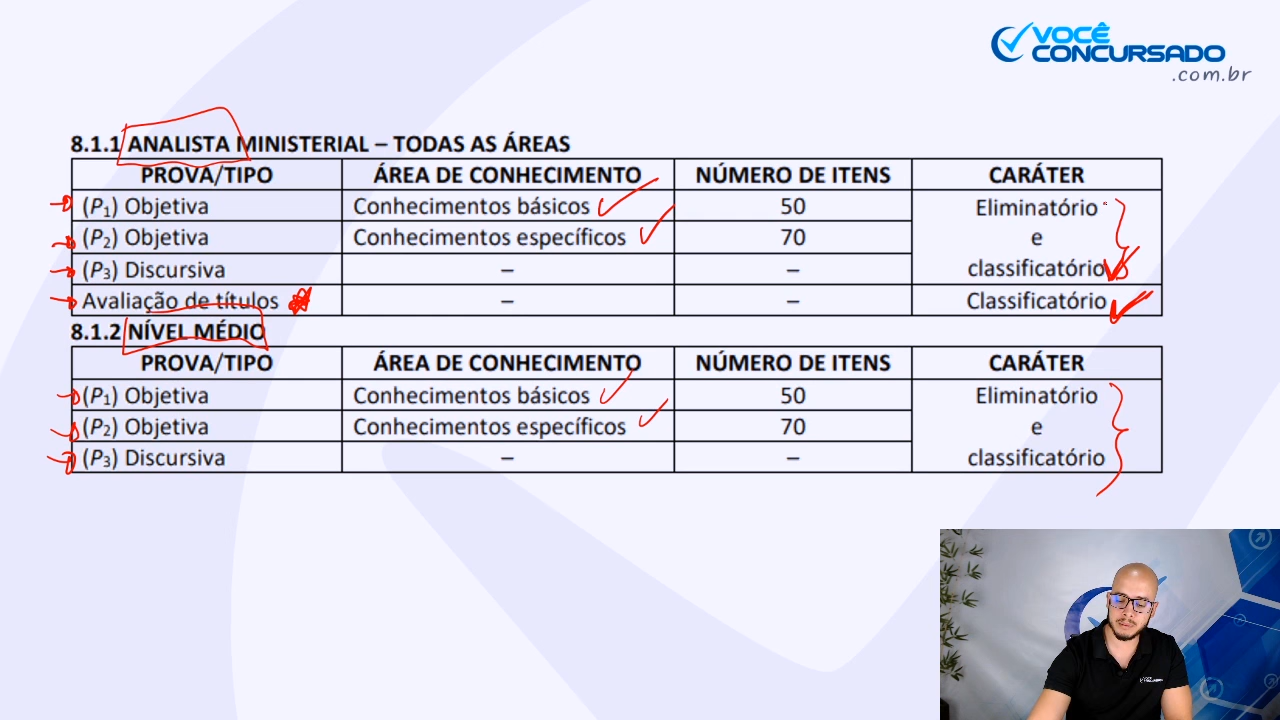 VOCÊ
CONCURSADO
.com.br
8.1.1 ANALISTA MINISTERIAL – TODAS AS ÁREAS
PROVA/TIPO ÁREA DE CONHECIMENTO NÚMERO DE ITENS CARÁTER
(P1) Objetiva Conhecimentos básicos 50 Eliminatório
(P2) Objetiva Conhecimentos específicos 70 e
(P3) Discursiva – – classificatório
Avaliação de títulos – – Classificatório
8.1.2 NÍVEL MÉDIO
PROVA/TIPO ÁREA DE CONHECIMENTO NÚMERO DE ITENS CARÁTER
(P1) Objetiva Conhecimentos básicos 50 Eliminatório
(P2) Objetiva Conhecimentos específicos 70 e
(P3) Discursiva – – classificatório